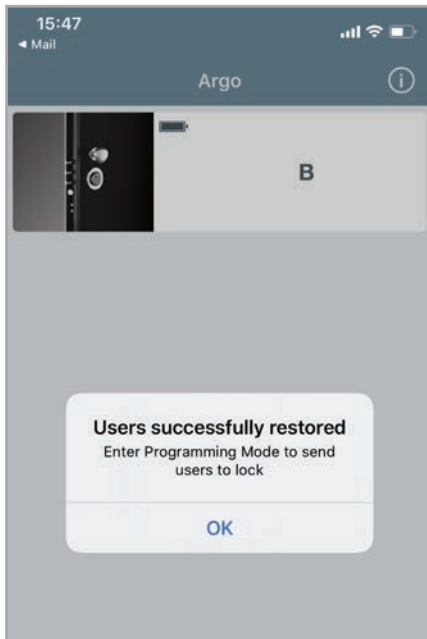 15:47
◀ Mail
Argo
B
Users successfully restored
Enter Programming Mode to send
users to lock
OK